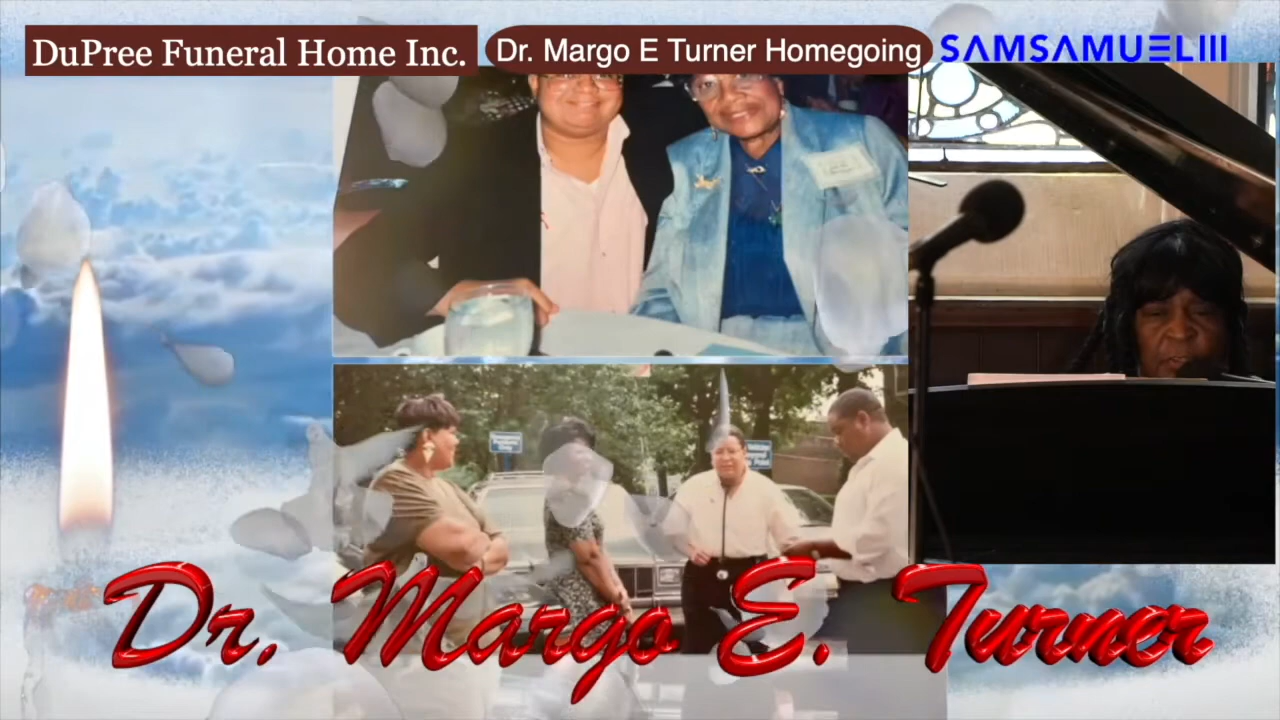 DuPree Funeral Home Inc.
Dr. Margo E Turner Homegoing
SAMSAMUELIII
Dr. Margo E. Turner